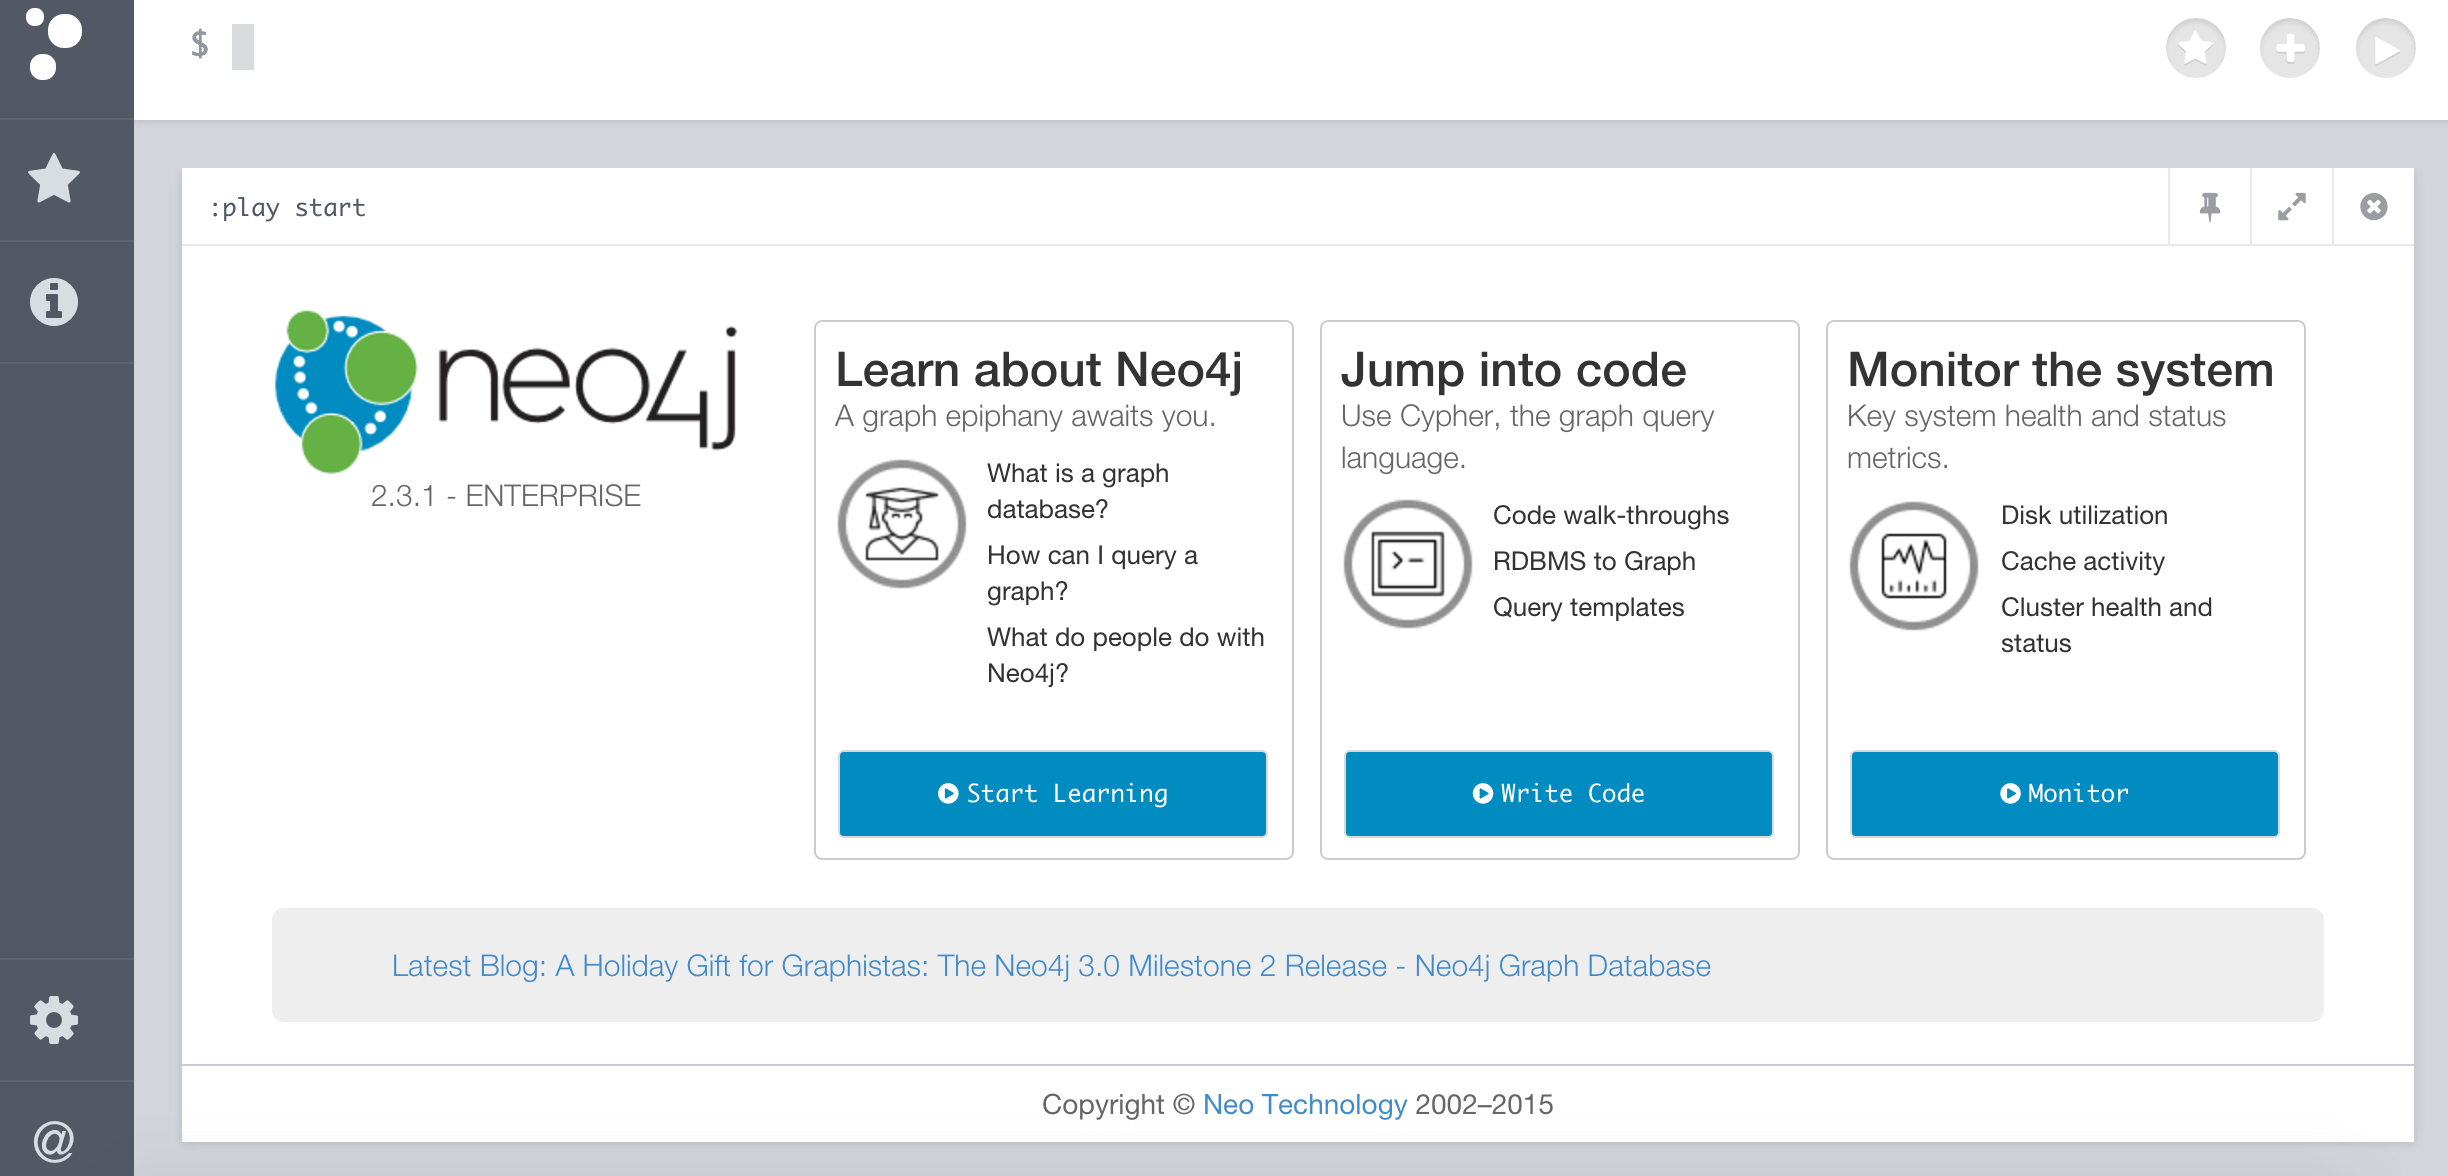 $
:play start
neo4j
2.3.1 - ENTERPRISE
Learn about Neo4j
A graph epiphany awaits you.
What is a graph
database?
How can I query a
graph?
What do people do with
Neo4j?
Start Learning
Jump into code
Use Cypher, the graph query
language.
Code walk-throughs
RDBMS to Graph
Query templates
Write Code
Monitor the system
Key system health and status
metrics.
Disk utilization
Cache activity
Cluster health and
status
Monitor
Latest Blog: A Holiday Gift for Graphistas: The Neo4j 3.0 Milestone 2 Release - Neo4j Graph Database
Copyright © Neo Technology 2002–2015
@